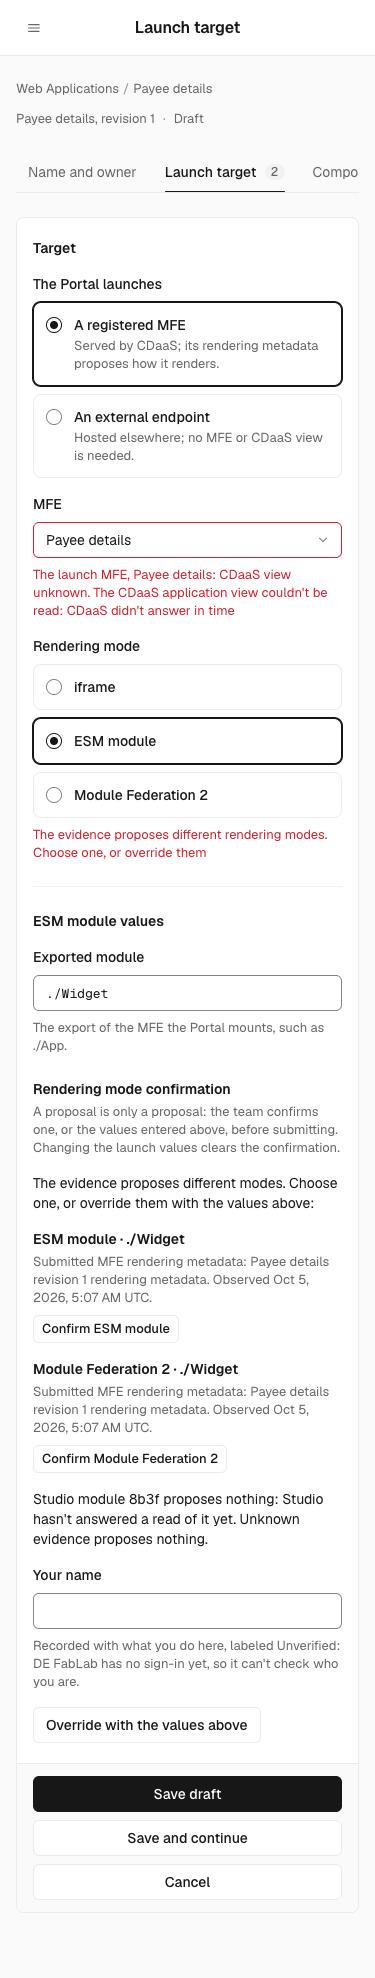 Launch target
Web Applications / Payee details
Payee details, revision 1 · Draft
Name and owner
Launch target 2
Compo
Target
The Portal launches
A registered MFE
Served by CDaaS; its rendering metadata
proposes how it renders.
An external endpoint
Hosted elsewhere; no MFE or CDaaS view
is needed.
MFE
Payee details
The launch MFE, Payee details: CDaaS view
unknown. The CDaaS application view couldn't be
read: CDaaS didn't answer in time
Rendering mode
iframe
ESM module
Module Federation 2
The evidence proposes different rendering modes.
Choose one, or override them
ESM module values
Exported module
./Widget
The export of the MFE the Portal mounts, such as
./App.
Rendering mode confirmation
A proposal is only a proposal: the team confirms
one, or the values entered above, before submitting.
Changing the launch values clears the confirmation.
The evidence proposes different modes. Choose
one, or override them with the values above:
ESM module · ./Widget
Submitted MFE rendering metadata: Payee details
revision 1 rendering metadata. Observed Oct 5,
2026, 5:07 AM UTC.
Confirm ESM module
Module Federation 2 · ./Widget
Submitted MFE rendering metadata: Payee details
revision 1 rendering metadata. Observed Oct 5,
2026, 5:07 AM UTC.
Confirm Module Federation 2
Studio module 8b3f proposes nothing: Studio
hasn't answered a read of it yet. Unknown
evidence proposes nothing.
Your name
Recorded with what you do here, labeled Unverified:
DE FabLab has no sign-in yet, so it can't check who
you are.
Override with the values above
Save draft
Save and continue
Cancel